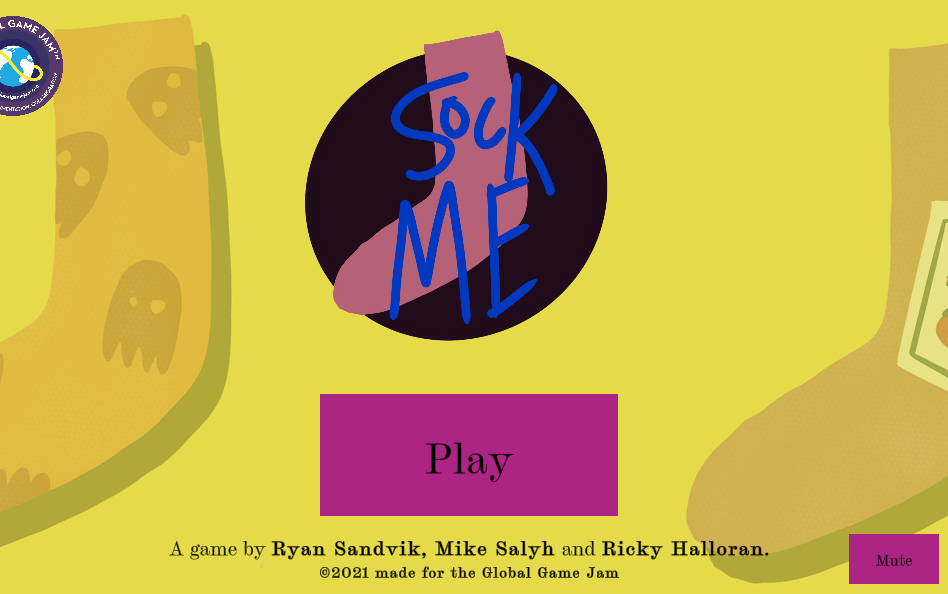 L GAME JAM™
SOCK
ME
Play
A game by Ryan Sandvik, Mike Salyh and Ricky Halloran.
©2021 made for the Global Game Jam
Mute